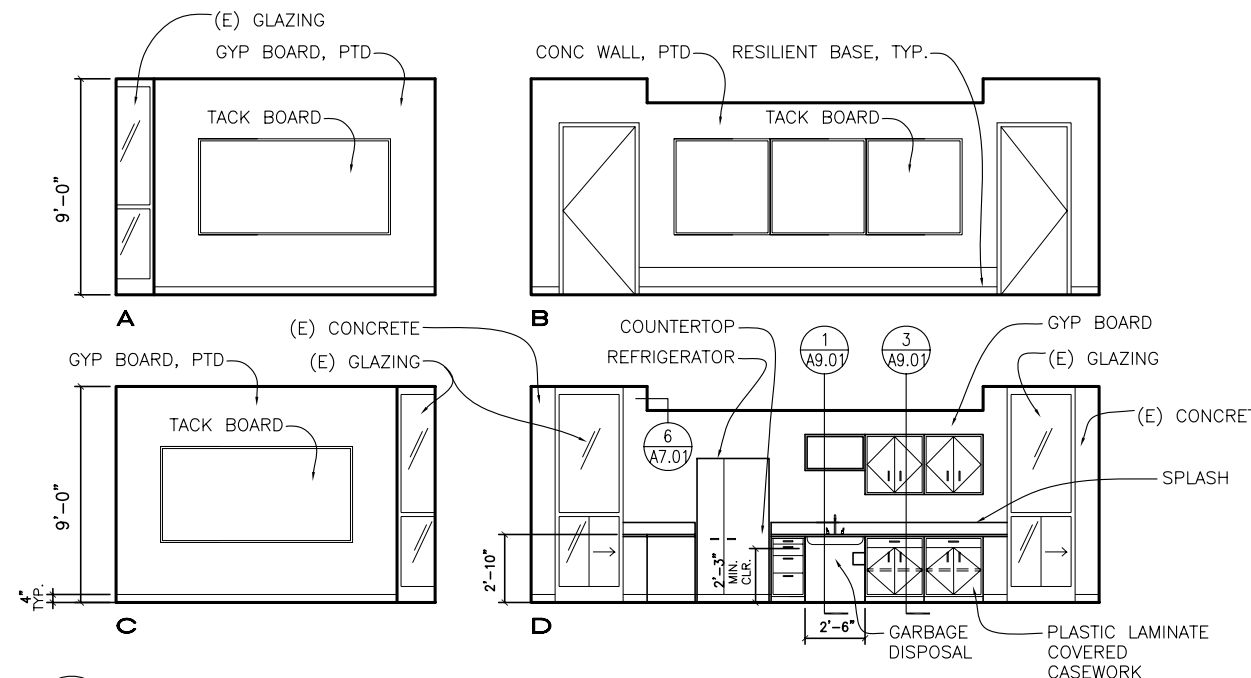 (E) GLAZING
GYP BOARD, PTD
TACK BOARD
9'-0"
A
CONC WALL, PTD
RESILIENT BASE, TYP.
TACK BOARD
B
GYP BOARD, PTD
(E) CONCRETE
(E) GLAZING
TACK BOARD
9'-0"
4"
TYP.
C
COUNTERTOP
REFRIGERATOR
1
A9.01
3
A9.01
GYP BOARD
(E) GLAZING
(E) CONCRET
6
A7.01
SPLASH
2'-10"
2'-3"
MIN.
CLR.
D
2'-6"
GARBAGE
DISPOSAL
PLASTIC LAMINATE
COVERED
CASEWORK